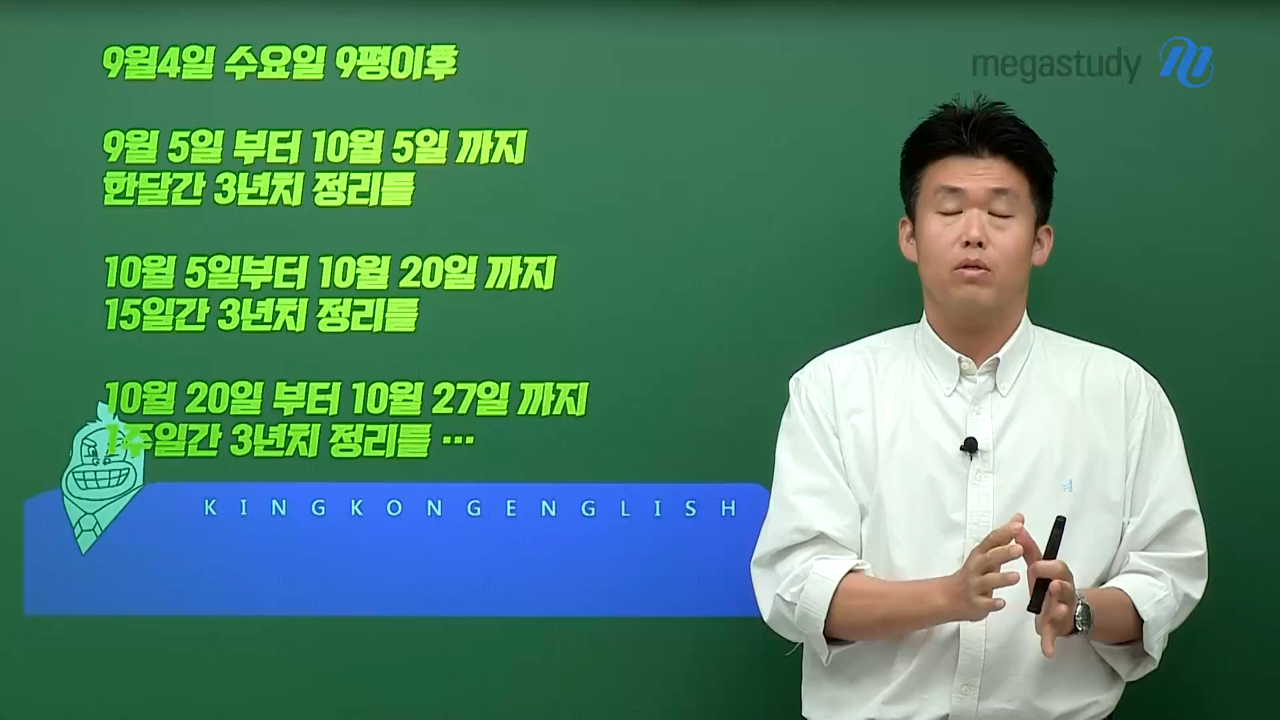 9월4일 수요일 9평이후
megastudy
9월 5일 부터 10월 5일 까지
한달간 3년치 정리틀
10월 5일부터 10월 20일 까지
15일간 3년치 정리틀
10월 20일 부터 10월 27일 까지
1주일간 3년치 정리틀 ···
KINGKONGENGLISH